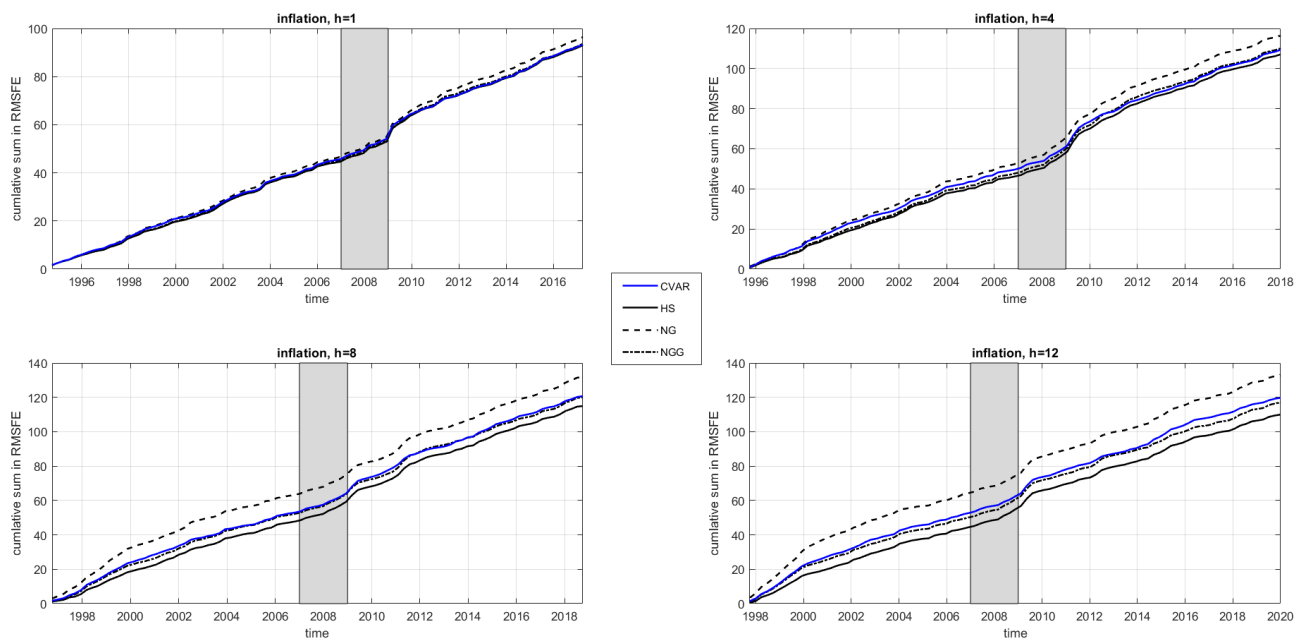 inflation, h=1
100
80
60
40
20
0
cumlative sum in RMSFE
1996 1998 2000 2002 2004 2006 2008 2010 2012 2014 2016
time
inflation, h=4
120
100
80
60
40
20
0
cumlative sum in RMSFE
1996 1998 2000 2002 2004 2006 2008 2010 2012 2014 2016 2018
time
CVAR
HS
NG
NGG
inflation, h=8
140
120
100
80
60
40
20
0
cumlative sum in RMSFE
1998 2000 2002 2004 2006 2008 2010 2012 2014 2016 2018
time
inflation, h=12
140
120
100
80
60
40
20
0
cumlative sum in RMSFE
1998 2000 2002 2004 2006 2008 2010 2012 2014 2016 2018 2020
time